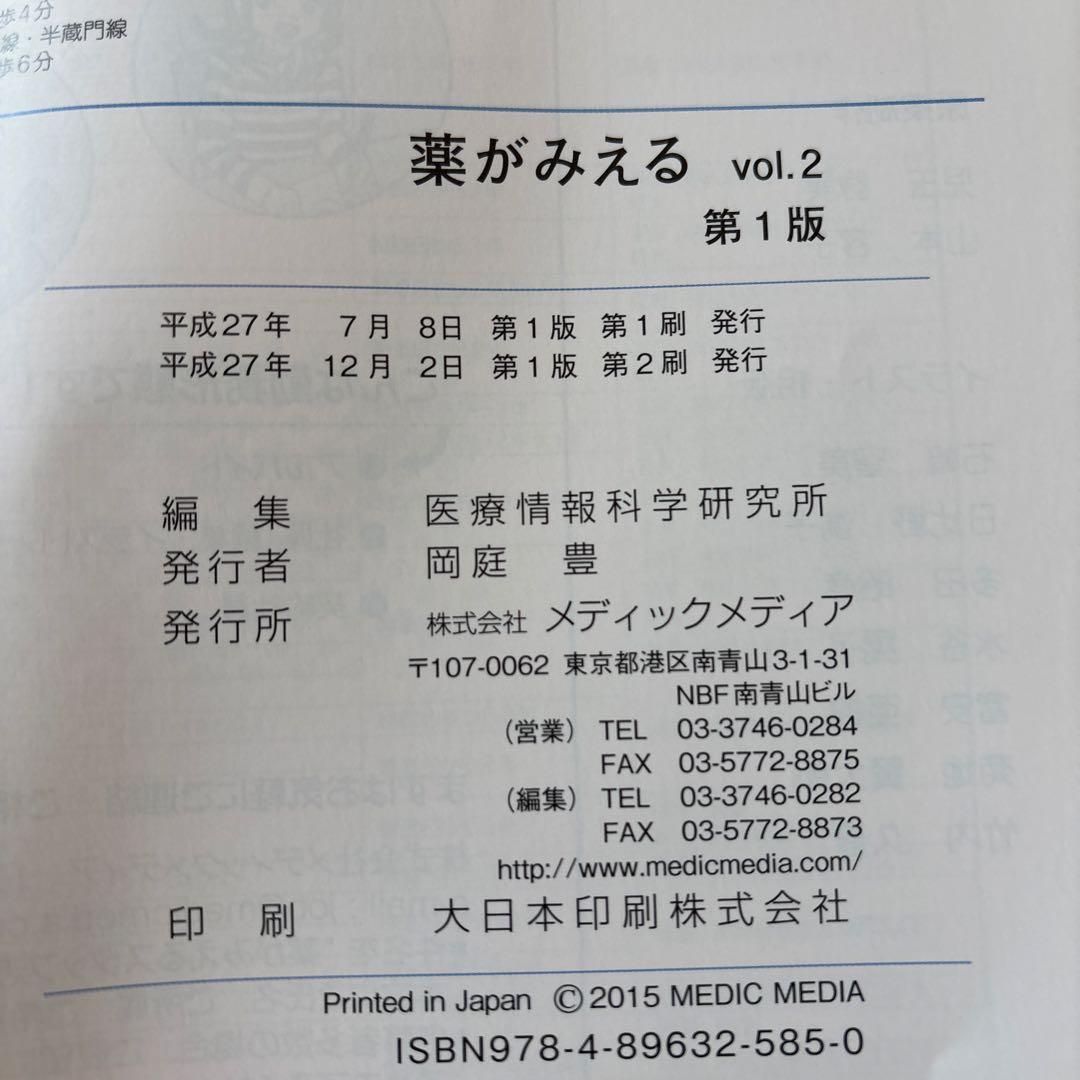 歩4分
線・半蔵門線
歩6分
薬がみえる vol.2
第1版
平成27年 7月 8日 第1版 第1刷 発行
平成27年 12月 2日 第1版 第2刷 発行
編 集 医療情報科学研究所
発行者 岡庭 豊
発行所 株式会社 メディックメディア
〒107-0062 東京都港区南青山3-1-31
NBF南青山ビル
（営業） TEL 03-3746-0284
FAX 03-5772-8875
（編集） TEL 03-3746-0282
FAX 03-5772-8873
http://www.medicmedia.com/
印 刷 大日本印刷株式会社
Printed in Japan © 2015 MEDIC MEDIA
ISBN978-4-89632-585-0